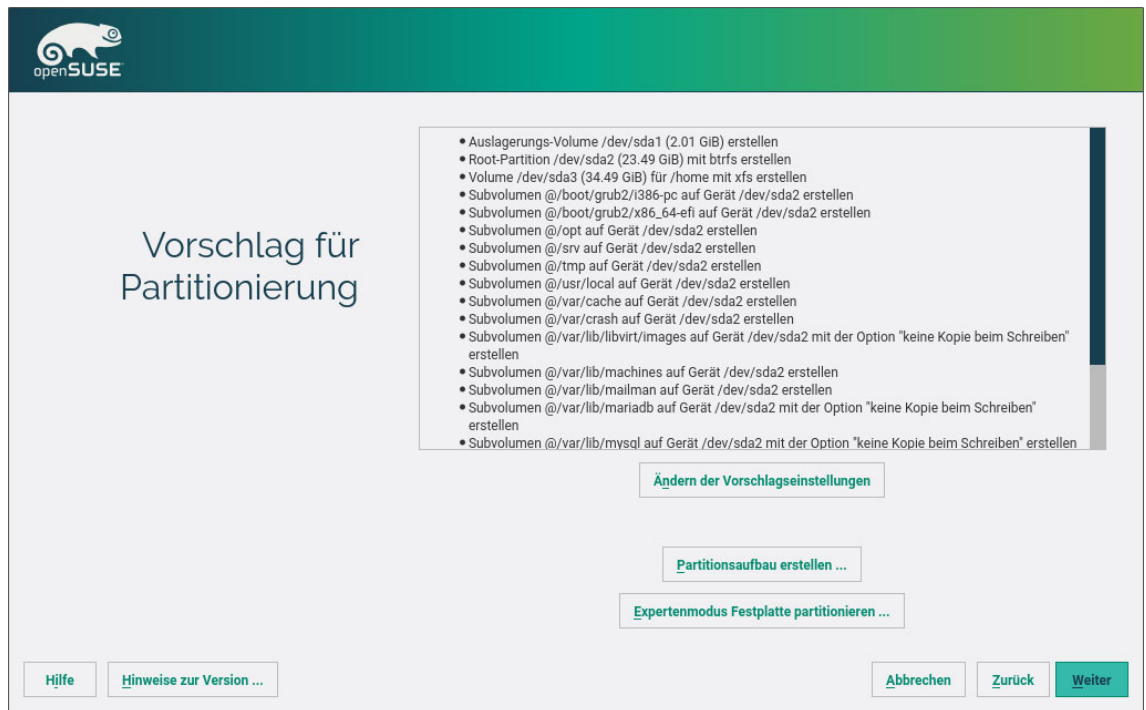 openSUSE
Vorschlag für
Partitionierung
• Auslagerungs-Volume /dev/sda1 (2.01 GiB) erstellen
• Root-Partition /dev/sda2 (23.49 GiB) mit btrfs erstellen
• Volume /dev/sda3 (34.49 GiB) für /home mit xfs erstellen
• Subvolumen @/boot/grub2/i386-pc auf Gerät /dev/sda2 erstellen
• Subvolumen @/boot/grub2/x86_64-efi auf Gerät /dev/sda2 erstellen
• Subvolumen @/opt auf Gerät /dev/sda2 erstellen
• Subvolumen @/srv auf Gerät /dev/sda2 erstellen
• Subvolumen @/tmp auf Gerät /dev/sda2 erstellen
• Subvolumen @/usr/local auf Gerät /dev/sda2 erstellen
• Subvolumen @/var/cache auf Gerät /dev/sda2 erstellen
• Subvolumen @/var/crash auf Gerät /dev/sda2 erstellen
• Subvolumen @/var/lib/libvirt/images auf Gerät /dev/sda2 mit der Option "keine Kopie beim Schreiben"
erstellen
• Subvolumen @/var/lib/machines auf Gerät /dev/sda2 erstellen
• Subvolumen @/var/lib/mailman auf Gerät /dev/sda2 erstellen
• Subvolumen @/var/lib/mariadb auf Gerät /dev/sda2 mit der Option "keine Kopie beim Schreiben"
erstellen
• Subvolumen @/var/lib/mysql auf Gerät /dev/sda2 mit der Option "keine Kopie beim Schreiben" erstellen
Ändern der Vorschlagseinstellungen
Partitionsaufbau erstellen ...
Expertenmodus Festplatte partitionieren ...
Hilfe
Hinweise zur Version ...
Abbrechen
Zurück
Weiter